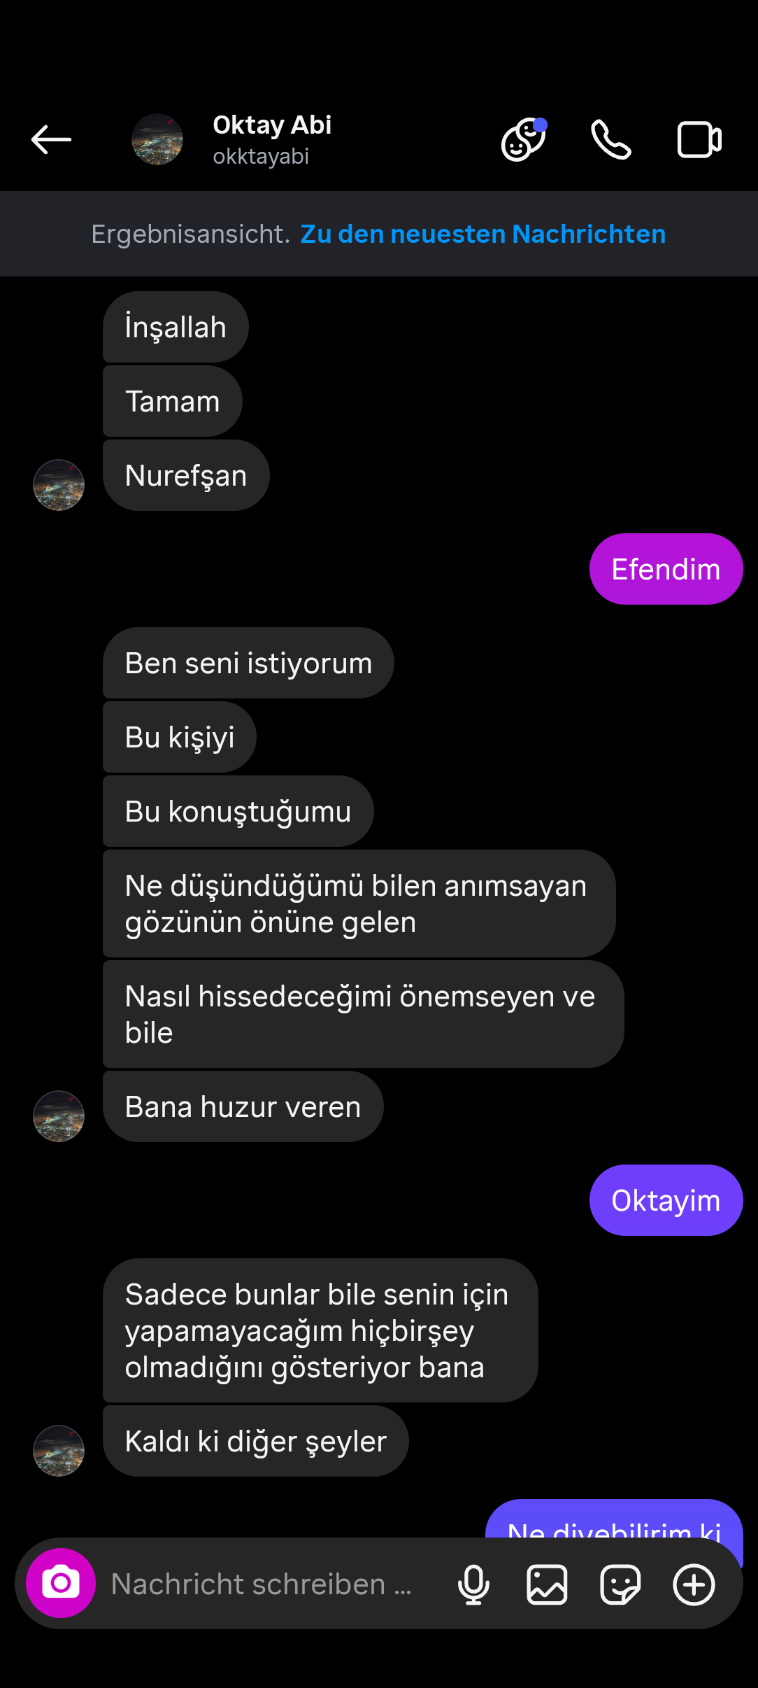 Oktay Abi
okktayabi
Ergebnisansicht. Zu den neuesten Nachrichten
İnşallah
Tamam
Nurefşan
Efendim
Ben seni istiyorum
Bu kişiyi
Bu konuştuğumu
Ne düşündüğümü bilen anımsayan
gözünün önüne gelen
Nasıl hissedeceğimi önemseyen ve
bile
Bana huzur veren
Oktayim
Sadece bunlar bile senin için
yapamayacağım hiçbirşey
olmadığını gösteriyor bana
Kaldı ki diğer şeyler
Ne diyebilirim ki
Nachricht schreiben ...